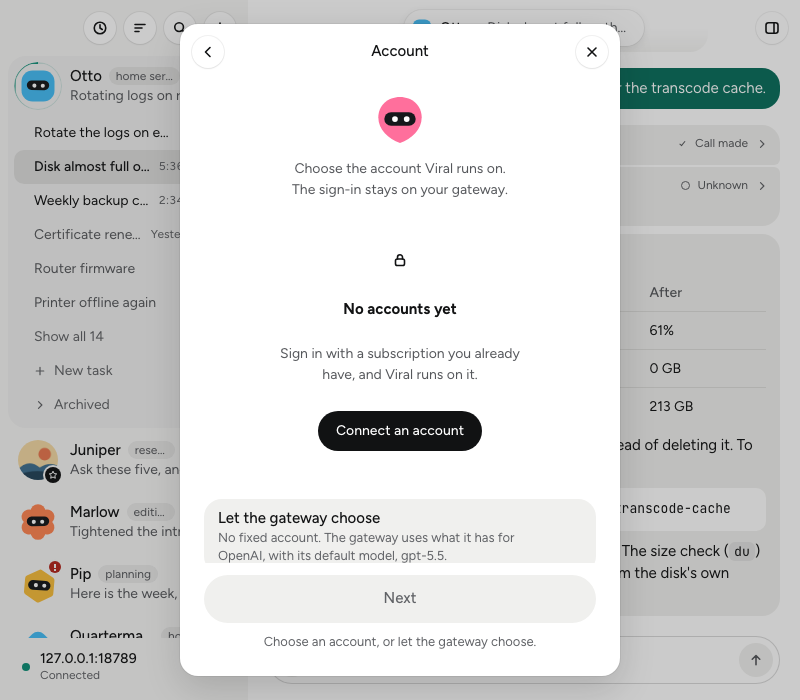 Otto
home ser...
Rotating logs on
Rotate the logs on e...
Disk almost full o...
5:36
Weekly backup c...
2:34
Certificate rene...
Router firmware
Printer offline again
Show all 14
New task
Archived
Juniper
rese...
Ask these five, an
Marlow
editi...
Tightened the
Pip
planning
Here is the week,
127.0.0.1:18789
Connected
Account
Choose the account Viral runs on.
The sign-in stays on your gateway.
No accounts yet
Sign in with a subscription you already
have, and Viral runs on it.
Connect an account
Let the gateway choose
No fixed account. The gateway uses what it has for
OpenAI, with its default model, gpt-5.5.
Next
Choose an account, or let the gateway choose.
the transcode cache.
Call made
Unknown
After
61%
0 GB
213 GB
of deleting it. To
transcode-cache
The size check (du)
the disk's own